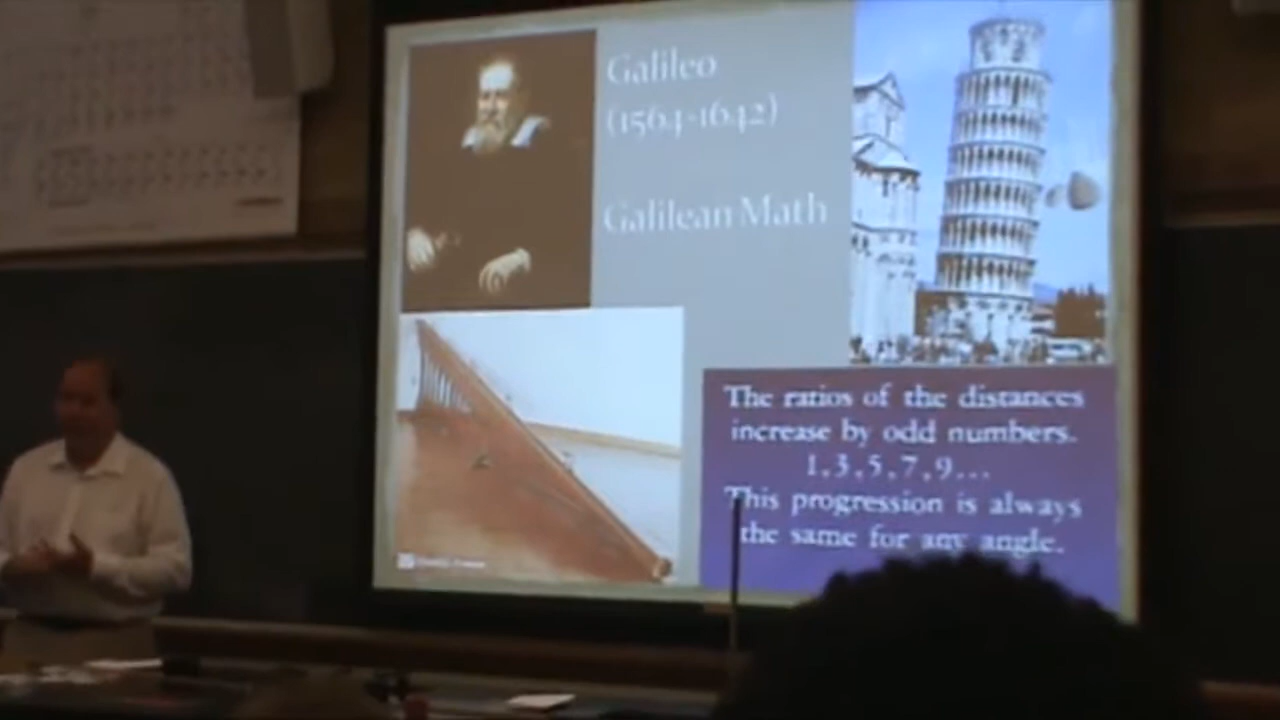 Galileo
(1564-1642)
Galilean Math
The ratios of the distances
increase by odd numbers.
1,3,5,7,9...
This progression is always
the same for any angle.